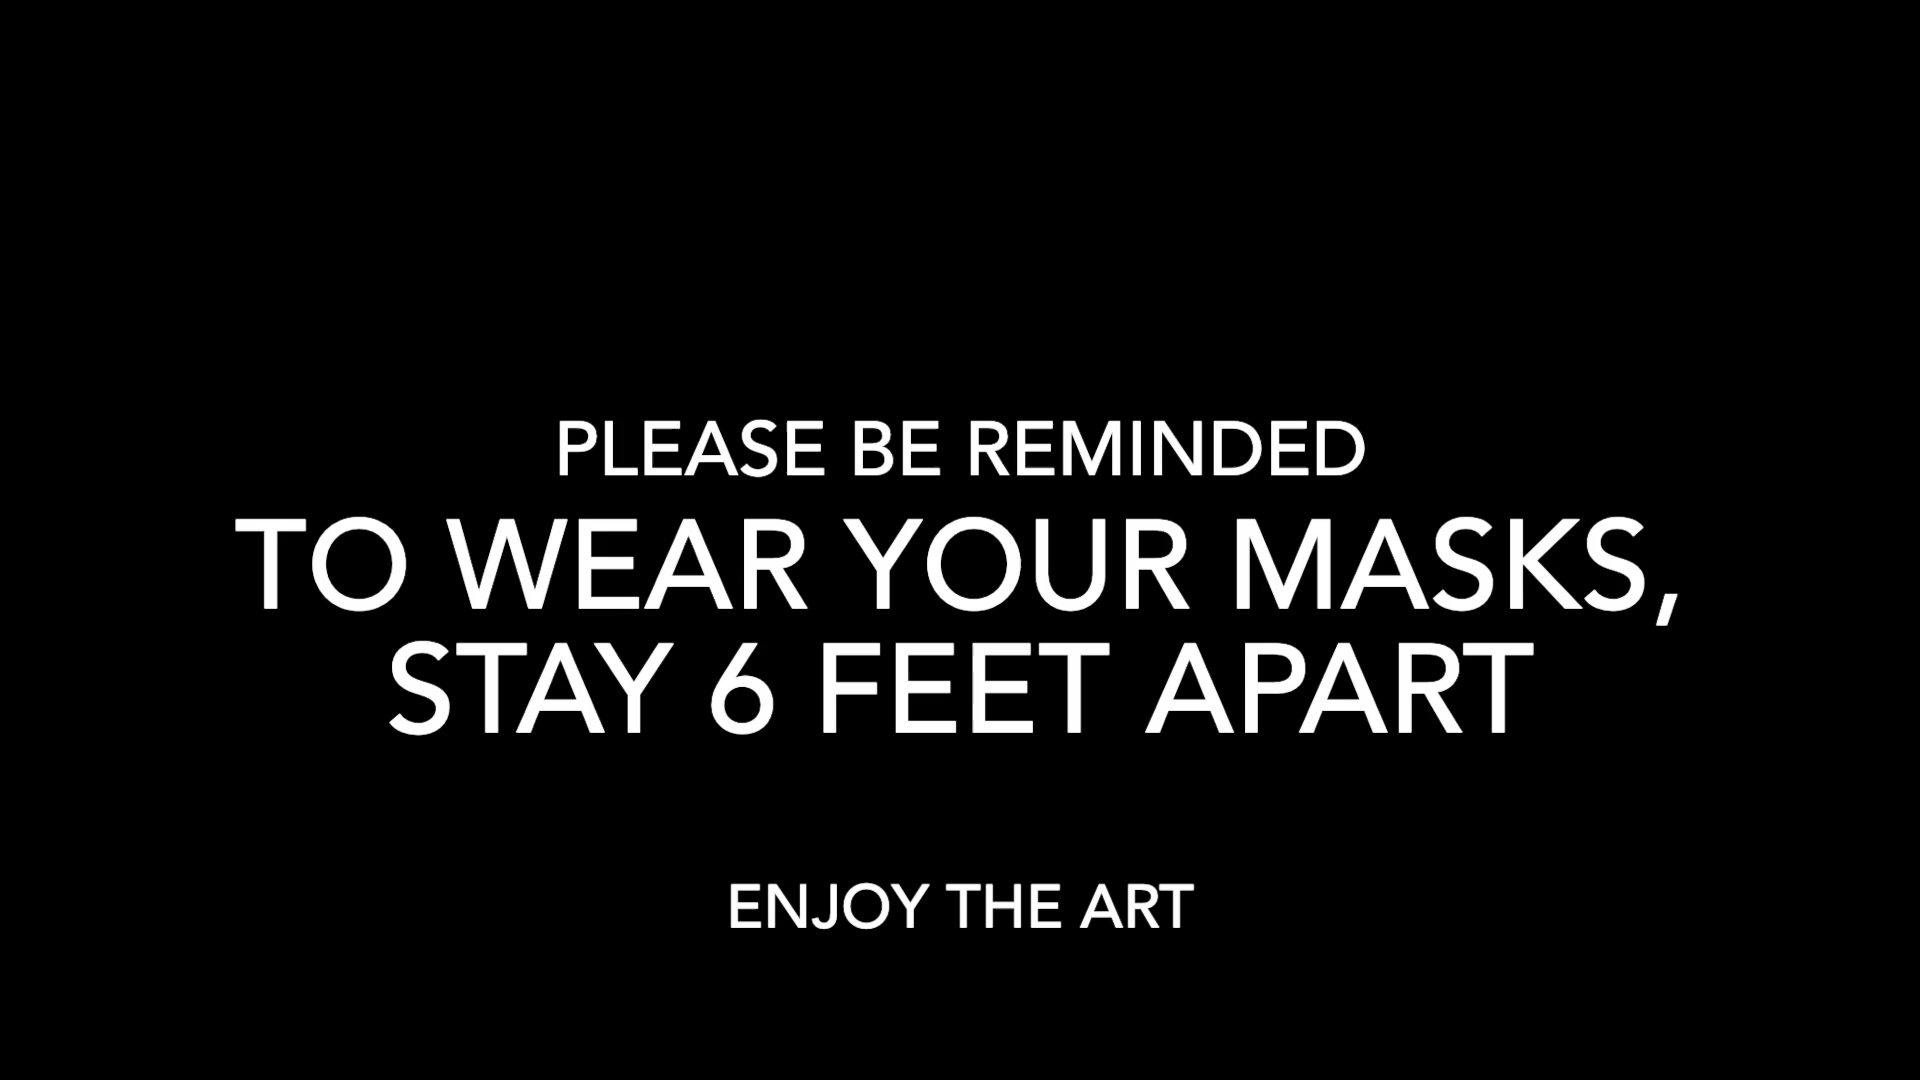 PLEASE BE REMINDED
TO WEAR YOUR MASKS,
STAY 6 FEET APART
ENJOY THE ART